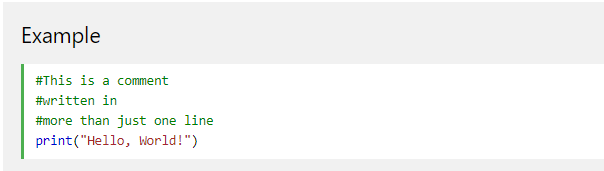 Example
#This is a comment
#written in
#more than just one line
print("Hello, World!")